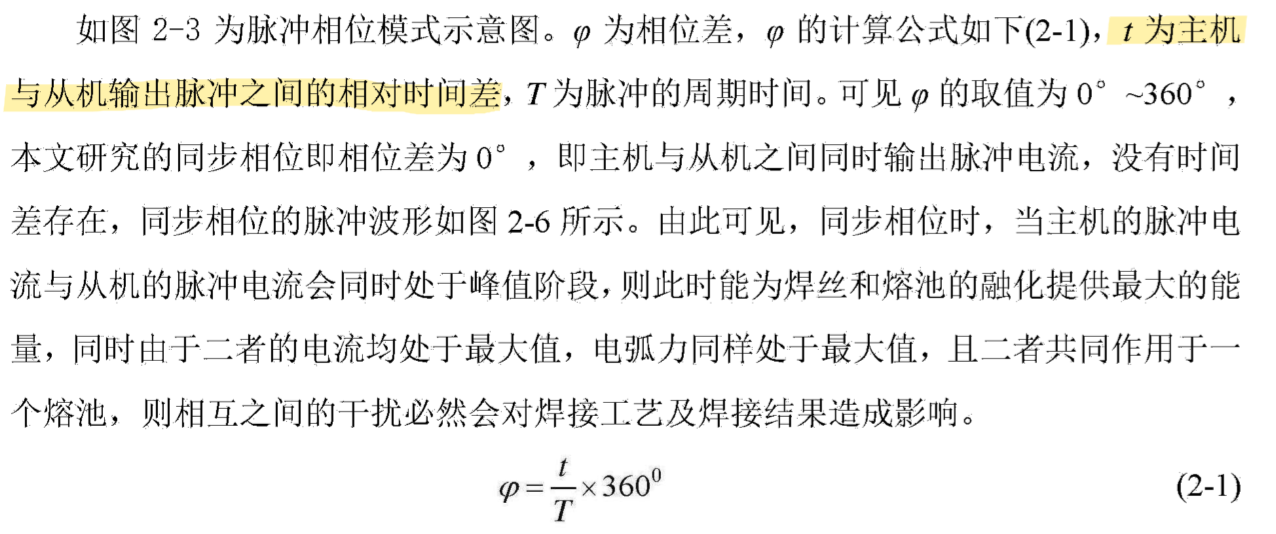 如图 2-3 为脉冲相位模式示意图。φ 为相位差，φ 的计算公式如下(2-1)，t 为主机
与从机输出脉冲之间的相对时间差，T 为脉冲的周期时间。可见 φ 的取值为 0°~360°，
本文研究的同步相位即相位差为 0°，即主机与从机之间同时输出脉冲电流，没有时间
差存在，同步相位的脉冲波形如图 2-6 所示。由此可见，同步相位时，当主机的脉冲电
流与从机的脉冲电流会同时处于峰值阶段，则此时能为焊丝和熔池的融化提供最大的能
量，同时由于二者的电流均处于最大值，电弧力同样处于最大值，且二者共同作用于一
个熔池，则相互之间的干扰必然会对焊接工艺及焊接结果造成影响。
φ = t/T × 360⁰ (2-1)